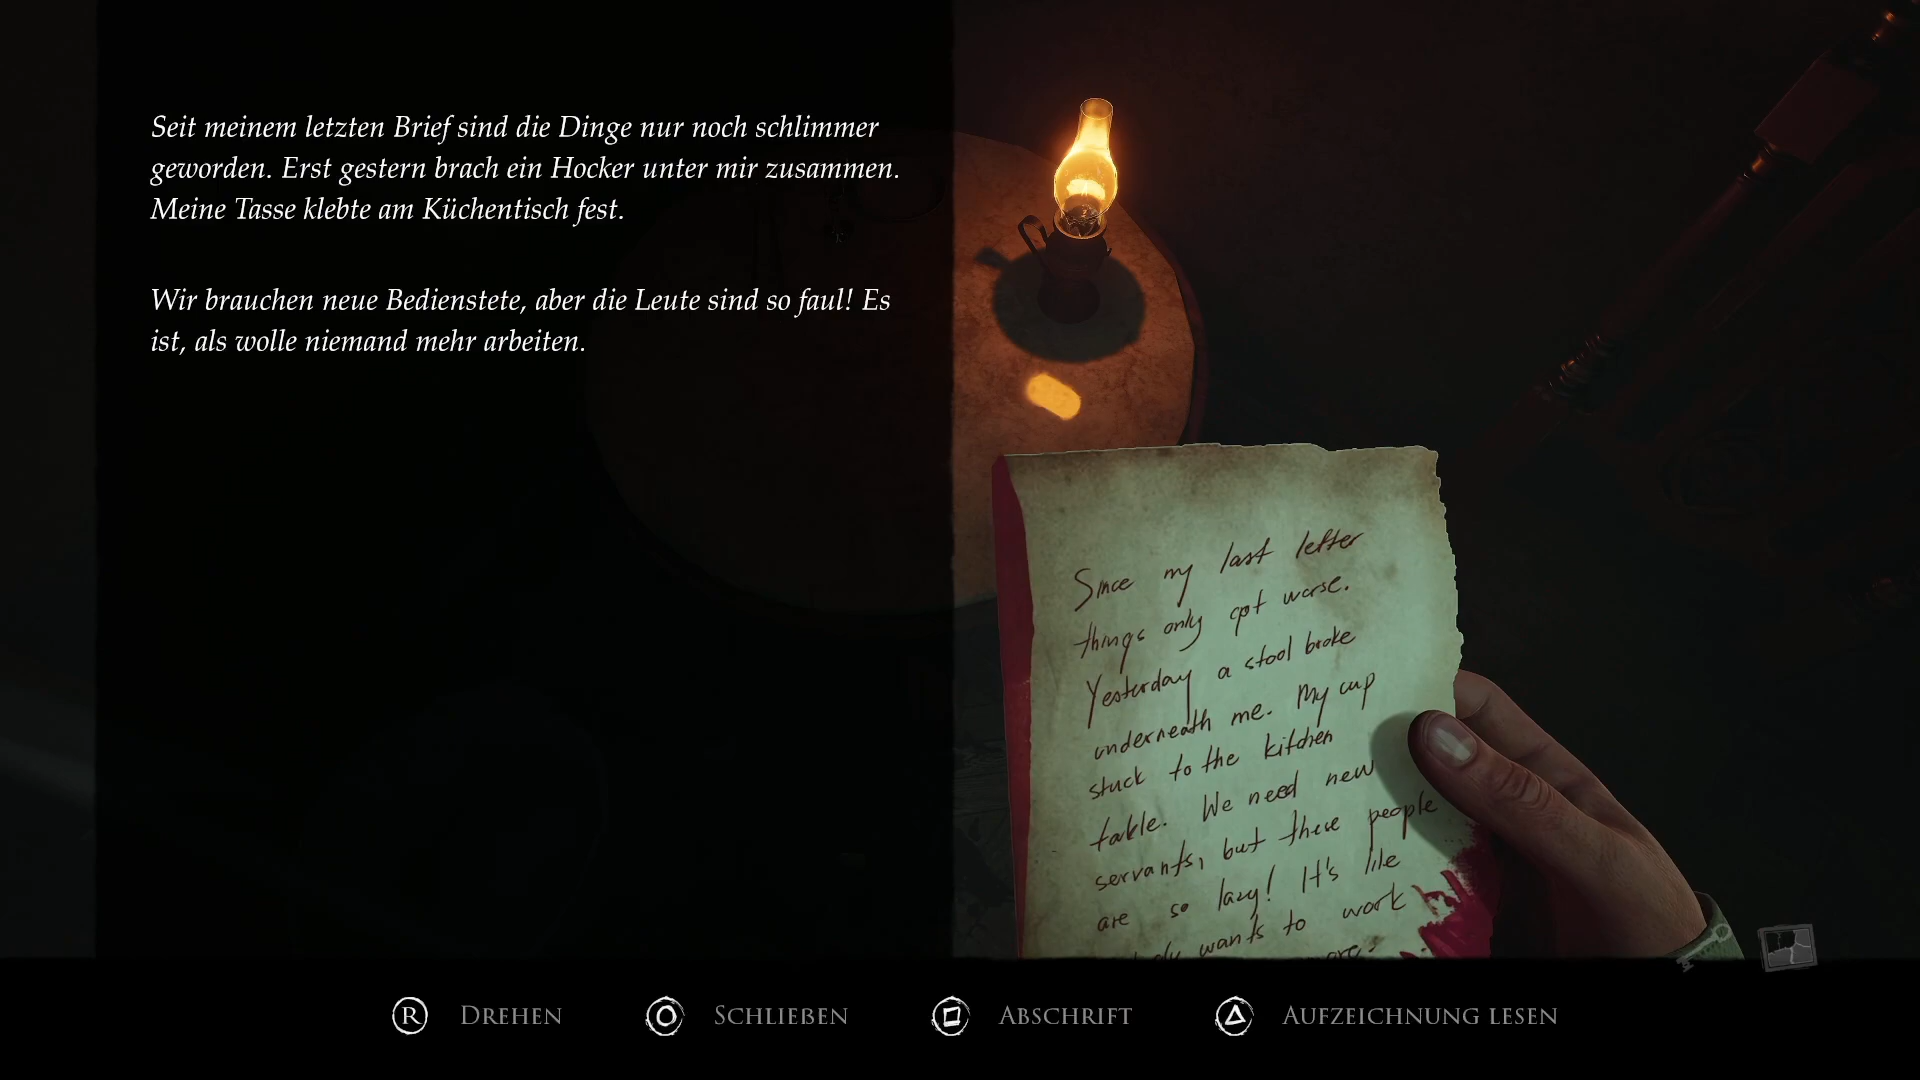 Seit meinem letzten Brief sind die Dinge nur noch schlimmer
geworden. Erst gestern brach ein Hocker unter mir zusammen.
Meine Tasse klebte am Küchentisch fest.
Wir brauchen neue Bedienstete, aber die Leute sind so faul! Es
ist, als wolle niemand mehr arbeiten.
Since my last letter
things only got worse.
Yesterday a stool broke
underneath me. My cup
stuck to the kitchen
table. We need new
servants, but these people
are so lazy! It's like
wants to work
R DREHEN SCHLIEẞEN ABSCHRIFT AUFZEICHNUNG LESEN